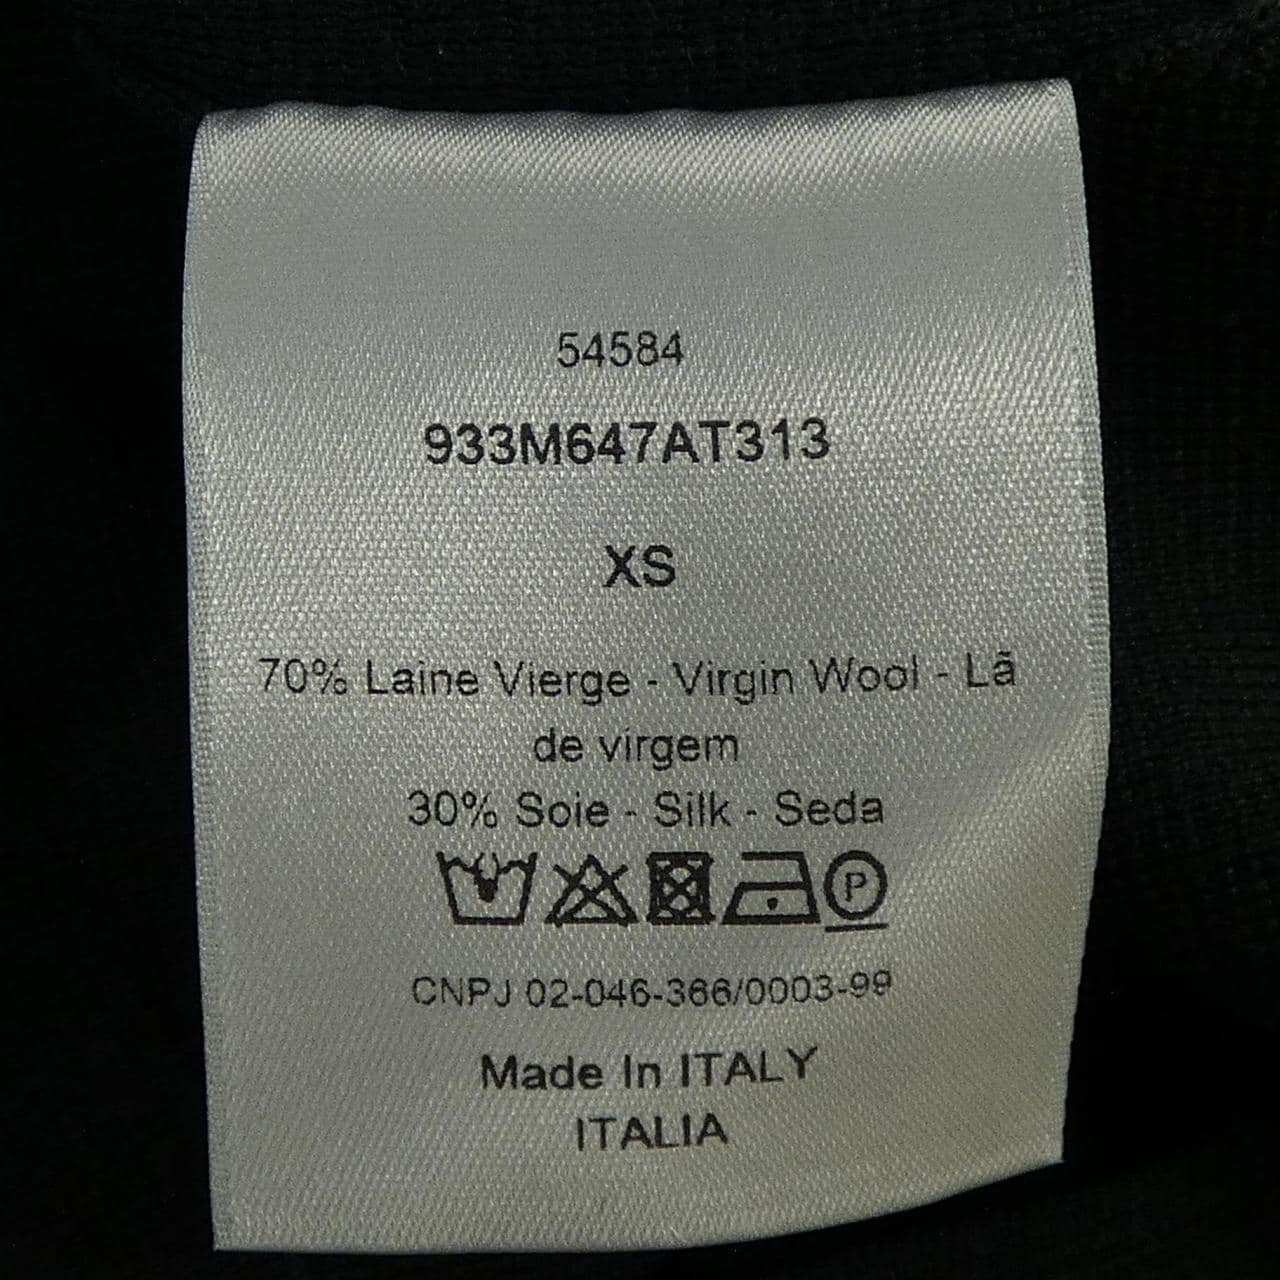 54584
933M647AT313
XS
70% Laine Vierge - Virgin Wool - Lã
de virgem
30% Soie - Silk - Seda
P
CNPJ 02-046-366/0003-99
Made In ITALY
ITALIA